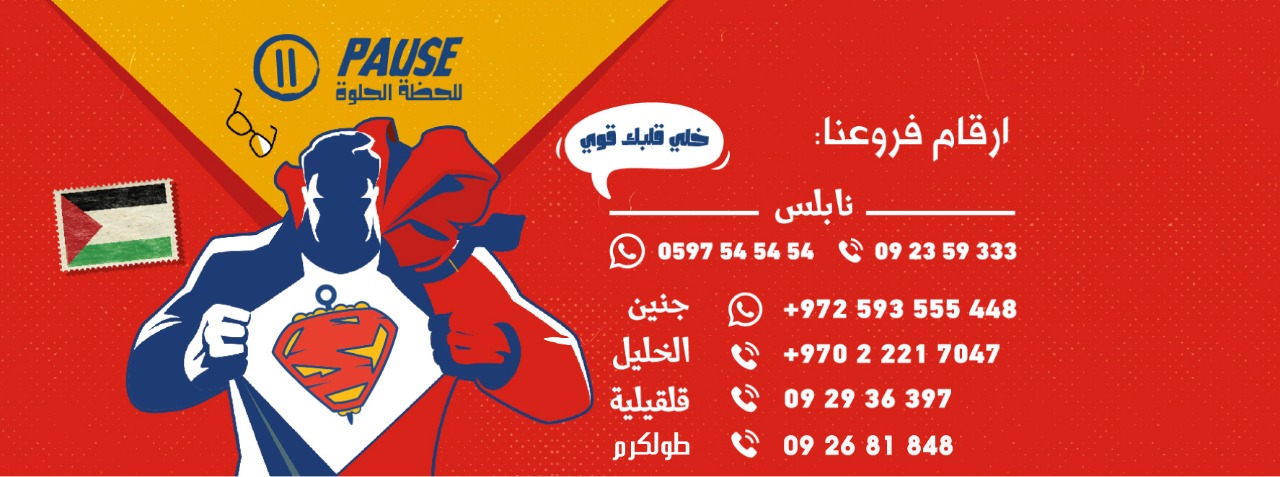 PAUSE
للحظة الحلوة
خلي قلبك قوي
ارقام فروعنا:
نابلس
0597 54 54 54
09 23 59 333
جنين +972 593 555 448
الخليل +970 2 221 7047
قلقيلية 09 29 36 397
طولكرم 09 26 81 848